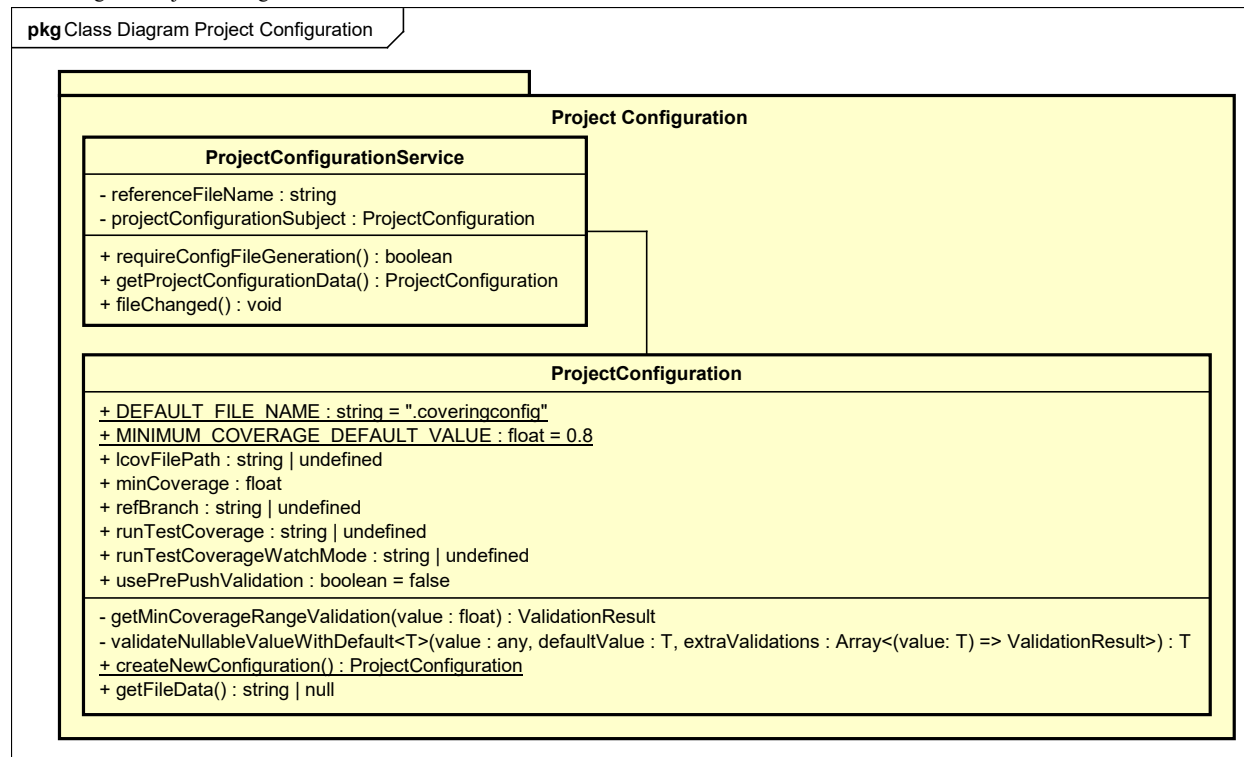 pkg Class Diagram Project Configuration
Project Configuration
ProjectConfigurationService
- referenceFileName : string
- projectConfigurationSubject : ProjectConfiguration
+ requireConfigFileGeneration() : boolean
+ getProjectConfigurationData() : ProjectConfiguration
+ fileChanged() : void
ProjectConfiguration
+ DEFAULT_FILE_NAME : string = ".coveringconfig"
+ MINIMUM_COVERAGE_DEFAULT_VALUE : float = 0.8
+ lcovFilePath : string | undefined
+ minCoverage : float
+ refBranch : string | undefined
+ runTestCoverage : string | undefined
+ runTestCoverageWatchMode : string | undefined
+ usePrePushValidation : boolean = false
- getMinCoverageRangeValidation(value : float) : ValidationResult
- validateNullableValueWithDefault<T>(value : any, defaultValue : T, extraValidations : Array<(value: T) => ValidationResult>) : T
+ createNewConfiguration() : ProjectConfiguration
+ getFileData() : string | null